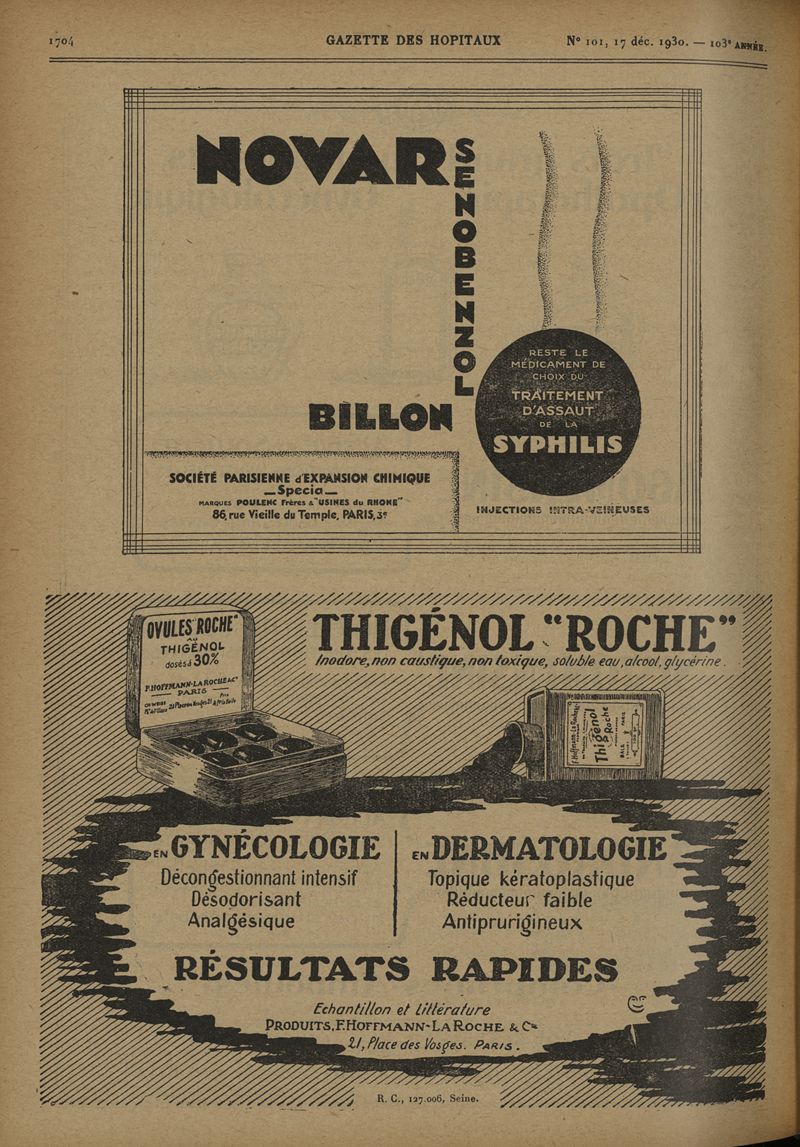 1704
GAZETTE DES HOPITAUX
N° 101, 17 déc. 1930. — 103e ANNÉE.
NOVARSENOBENZOL
BILLON
RESTE LE
MÉDICAMENT DE
CHOIX DU
TRAITEMENT
D'ASSAUT
DE LA
SYPHILIS
SOCIÉTÉ PARISIENNE d'EXPANSION CHIMIQUE
—Specia—
MARQUES POULENC Frères & "USINES du RHONE"
86, rue Vieille du Temple, PARIS, 3e
INJECTIONS INTRA-VEINEUSES
OVULES "ROCHE"
AU
THIGÉNOL
dosés à 30%
F. HOFFMANN-LA ROCHE & Co
PARIS
THIGÉNOL "ROCHE"
Inodore, non caustique, non toxique, soluble eau, alcool, glycérine.
Thigénol
Roche
EN GYNÉCOLOGIE
Décongestionnant intensif
Désodorisant
Analgésique
EN DERMATOLOGIE
Topique kératoplastique
Réducteur faible
Antiprurigineux
RÉSULTATS RAPIDES
Echantillon et Littérature
PRODUITS, F. HOFFMANN-LA ROCHE & Co
21, Place des Vosges. PARIS.
R. C., 127.006, Seine.